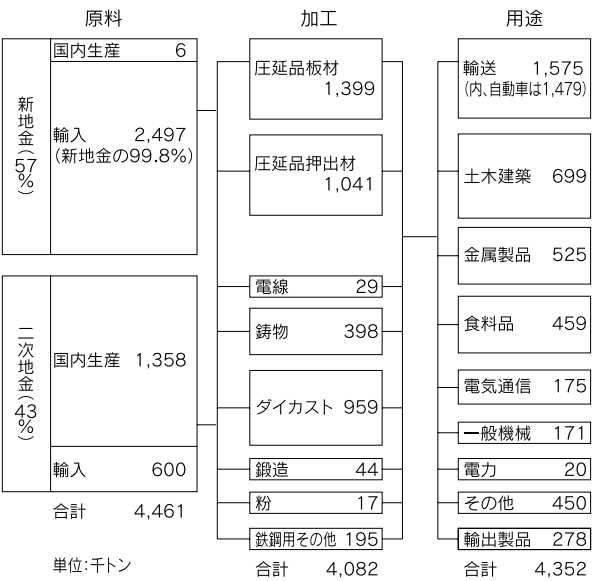 原料
新地金(57%)
国内生産 6
輸入 2,497
(新地金の99.8%)
二次地金(43%)
国内生産 1,358
輸入 600
合計 4,461
単位:千トン
加工
圧延品板材
1,399
圧延品押出材
1,041
電線 29
鋳物 398
ダイカスト 959
鍛造 44
粉 17
鉄鋼用その他 195
合計 4,082
用途
輸送 1,575
(内、自動車は1,479)
土木建築 699
金属製品 525
食料品 459
電気通信 175
一般機械 171
電力 20
その他 450
輸出製品 278
合計 4,352